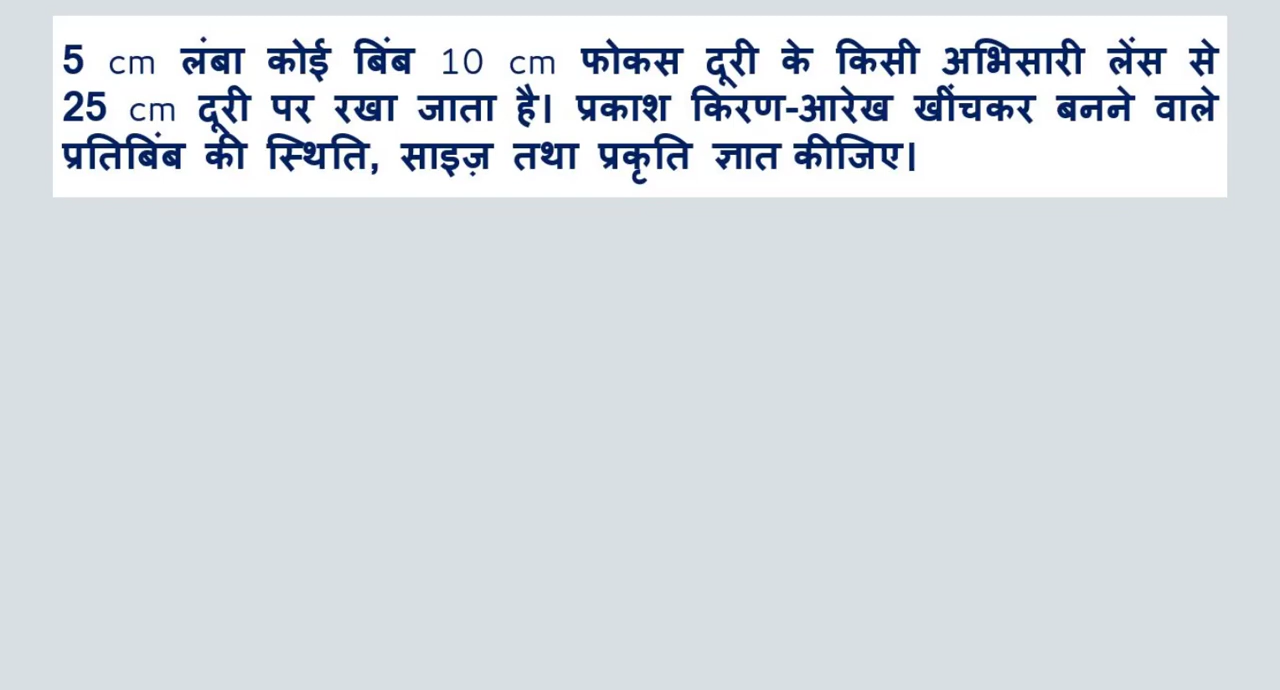 5 cm लंबा कोई बिंब 10 cm फोकस दूरी के किसी अभिसारी लेंस से
25 cm दूरी पर रखा जाता है। प्रकाश किरण-आरेख खींचकर बनने वाले
प्रतिबिंब की स्थिति, साइज़ तथा प्रकृति ज्ञात कीजिए।